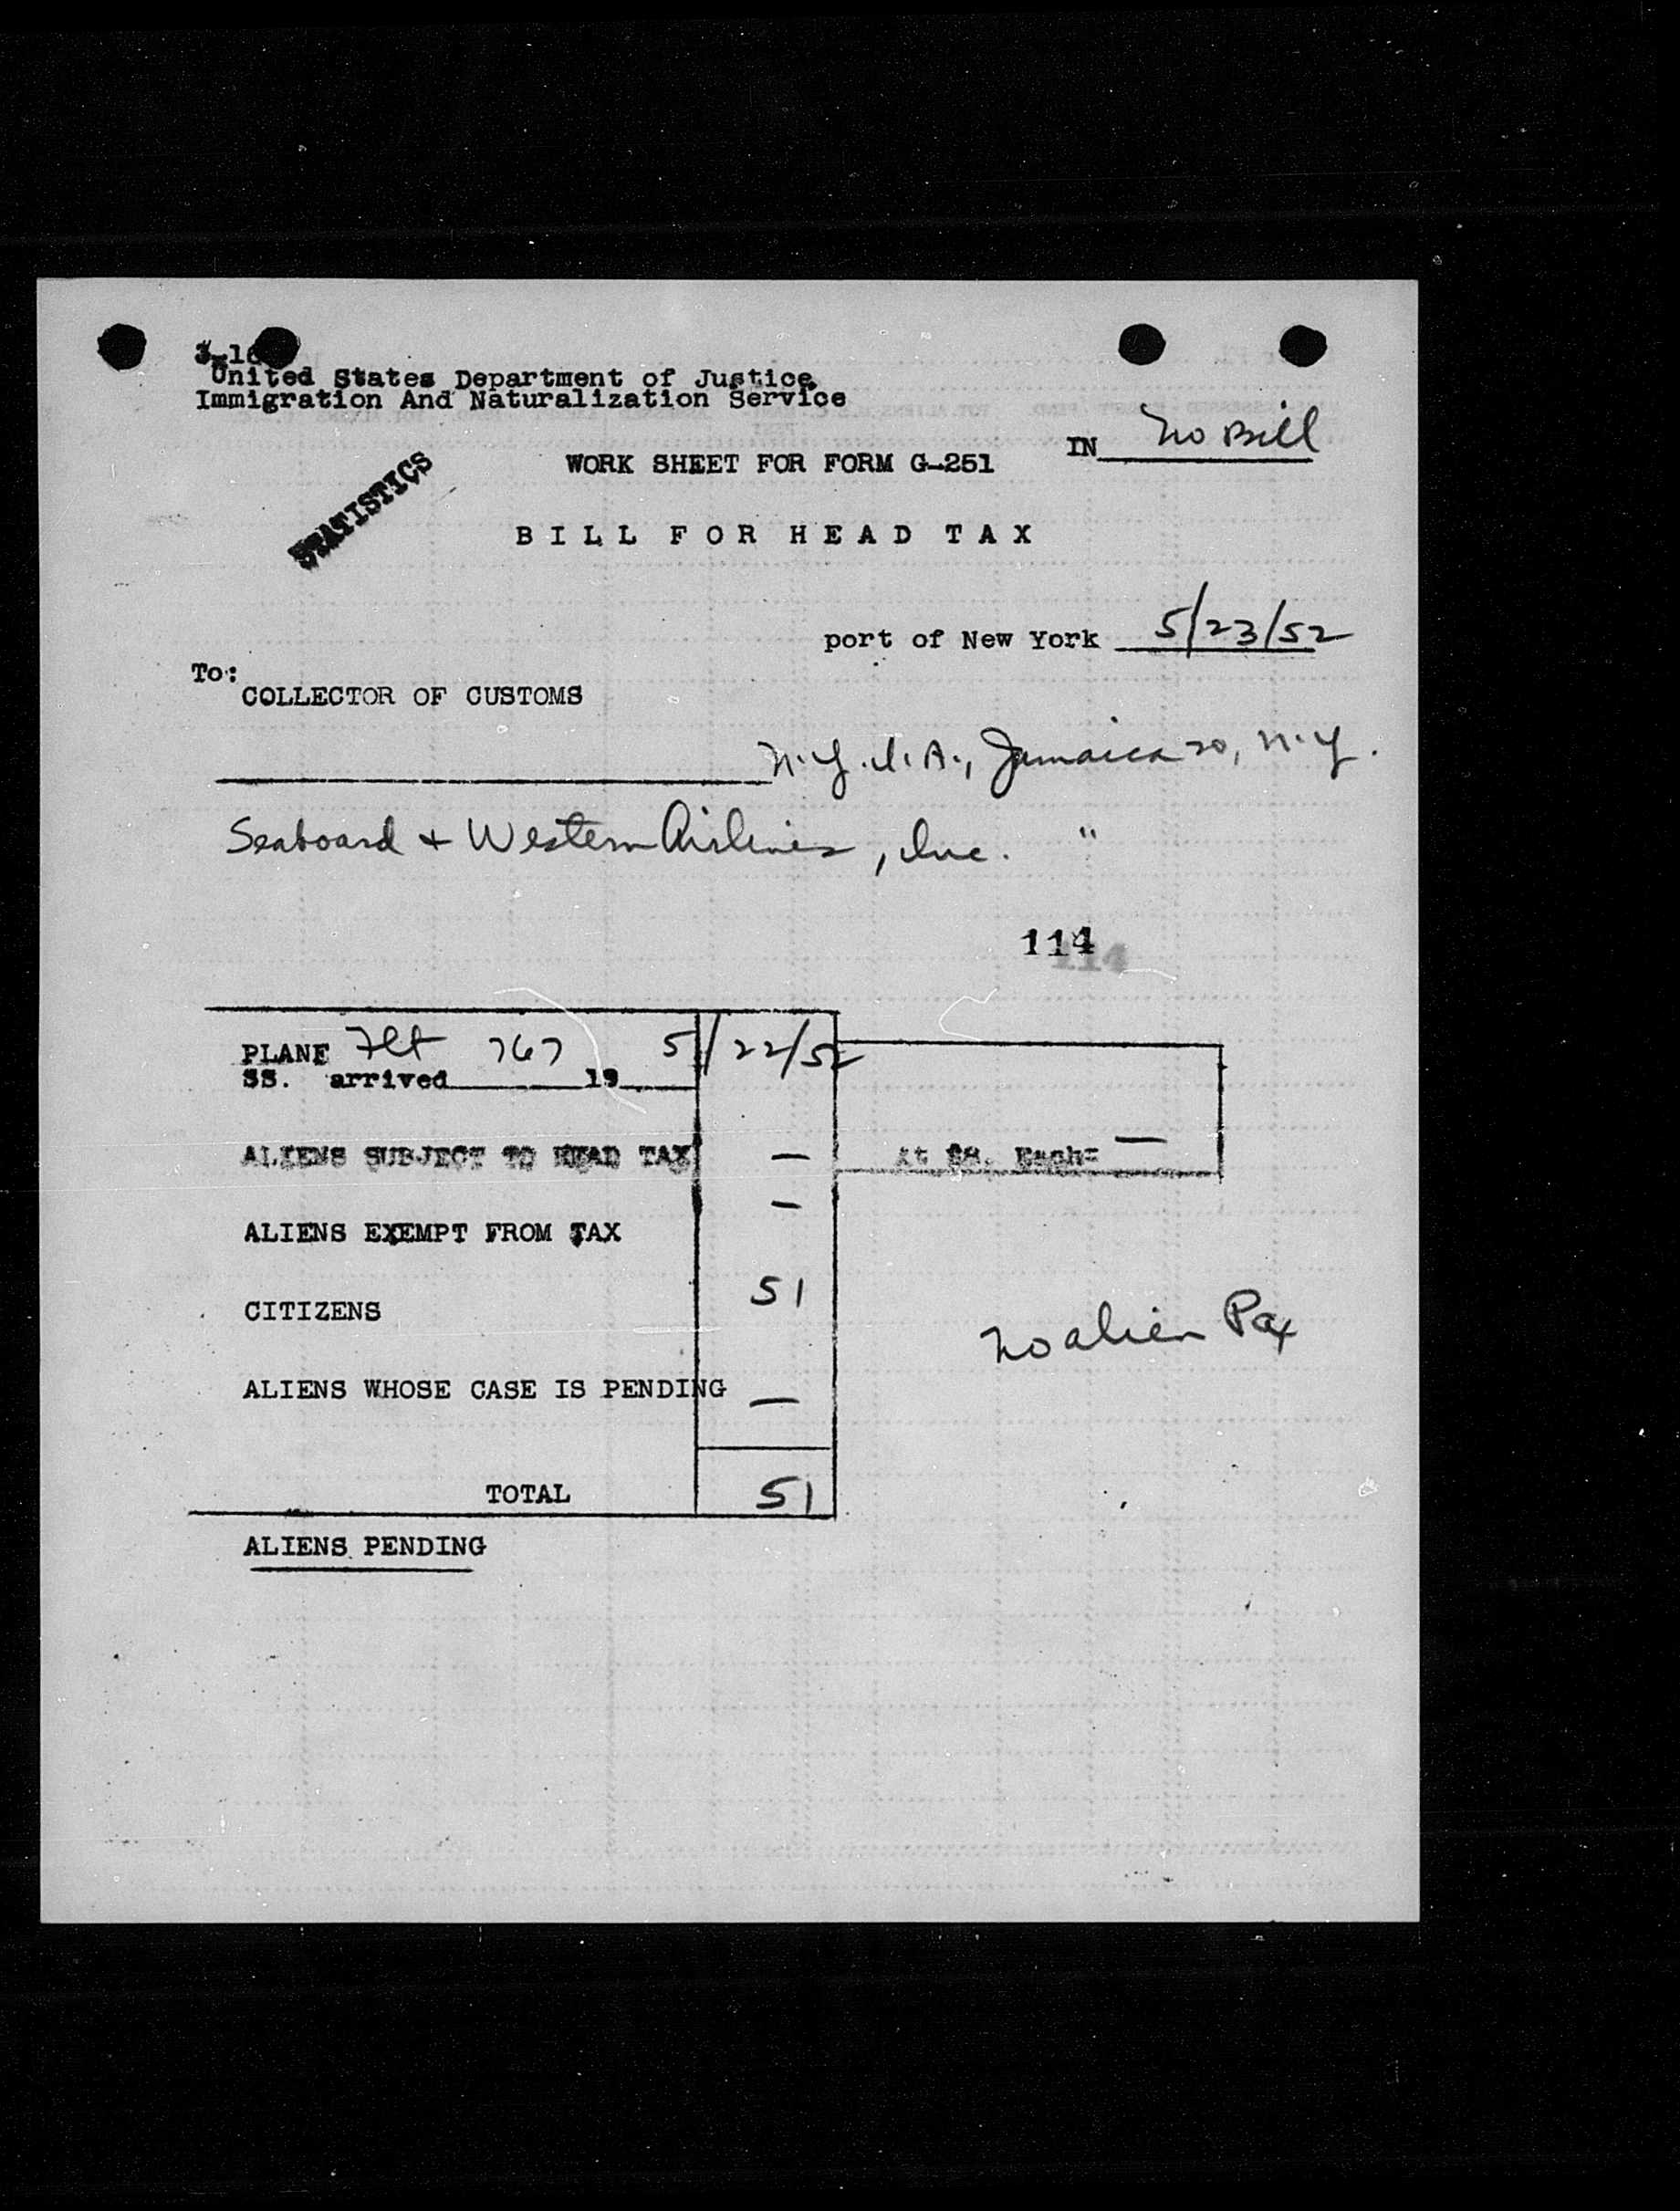 United States Department of Justice
Immigration And Naturalization Service
IN No Bill
WORK SHEET FOR FORM G-251
STATISTICS
BILL FOR HEAD TAX
port of New York 5/23/52
To:
COLLECTOR OF CUSTOMS
N.Y.I.A., Jamaica 20, N.Y.
Seaboard + Western Airlines, Inc. "
114
PLANE Flt 767 5/22/52
SS. arrived 19
ALIENS SUBJECT TO HEAD TAX — At $8. Each= —
ALIENS EXEMPT FROM TAX —
CITIZENS 51
No alien Pax
ALIENS WHOSE CASE IS PENDING —
TOTAL 51
ALIENS PENDING